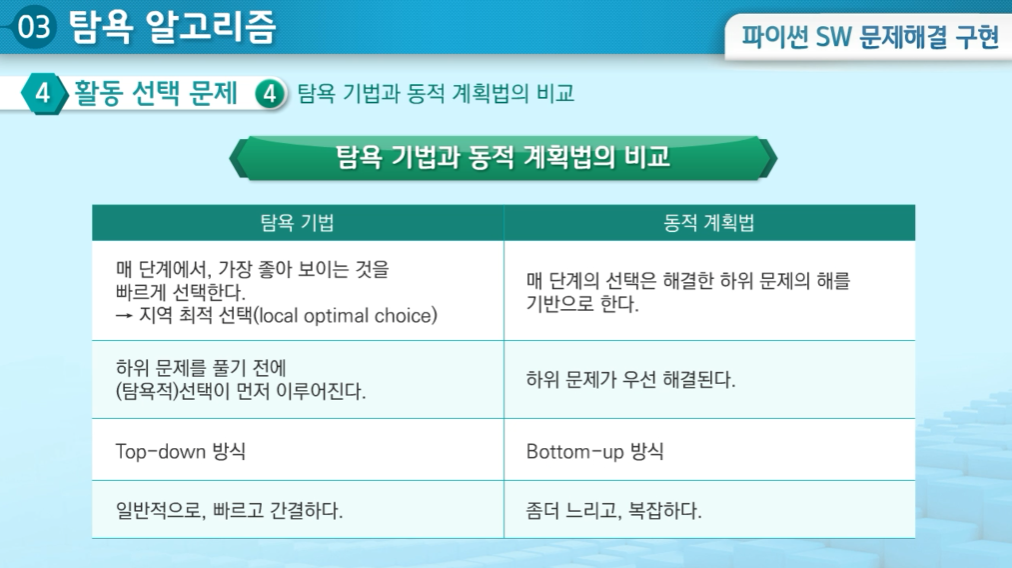 03 탐욕 알고리즘
파이썬 SW 문제해결 구현
4 활동 선택 문제 4 탐욕 기법과 동적 계획법의 비교
탐욕 기법과 동적 계획법의 비교
탐욕 기법
동적 계획법
매 단계에서, 가장 좋아 보이는 것을
빠르게 선택한다.
→ 지역 최적 선택(local optimal choice)
매 단계의 선택은 해결한 하위 문제의 해를
기반으로 한다.
하위 문제를 풀기 전에
(탐욕적)선택이 먼저 이루어진다.
하위 문제가 우선 해결된다.
Top-down 방식
Bottom-up 방식
일반적으로, 빠르고 간결하다.
좀더 느리고, 복잡하다.